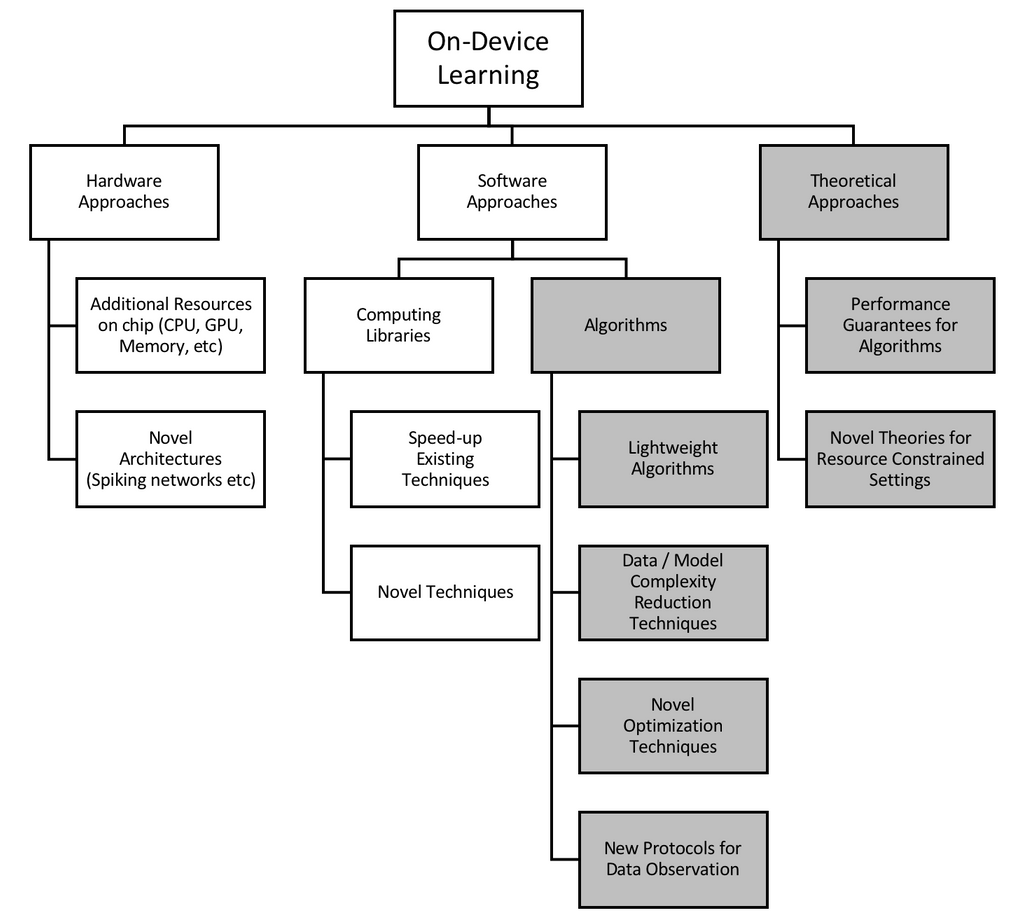 On-Device
Learning
Hardware
Approaches
Software
Approaches
Theoretical
Approaches
Additional Resources
on chip (CPU, GPU,
Memory, etc)
Computing
Libraries
Algorithms
Performance
Guarantees for
Algorithms
Novel
Architectures
(Spiking networks etc)
Speed-up
Existing
Techniques
Lightweight
Algorithms
Novel Theories for
Resource Constrained
Settings
Novel Techniques
Data / Model
Complexity
Reduction
Techniques
Novel
Optimization
Techniques
New Protocols for
Data Observation